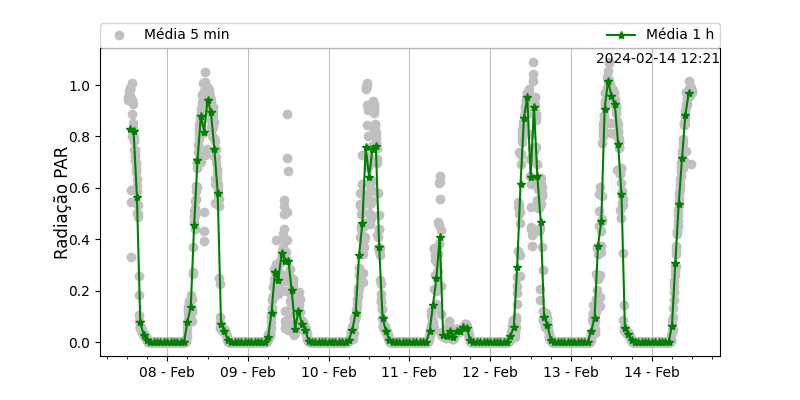 Média 5 min
Média 1 h
2024-02-14 12:21
Radiação PAR
1.0
0.8
0.6
0.4
0.2
0.0
08 - Feb
09 - Feb
10 - Feb
11 - Feb
12 - Feb
13 - Feb
14 - Feb